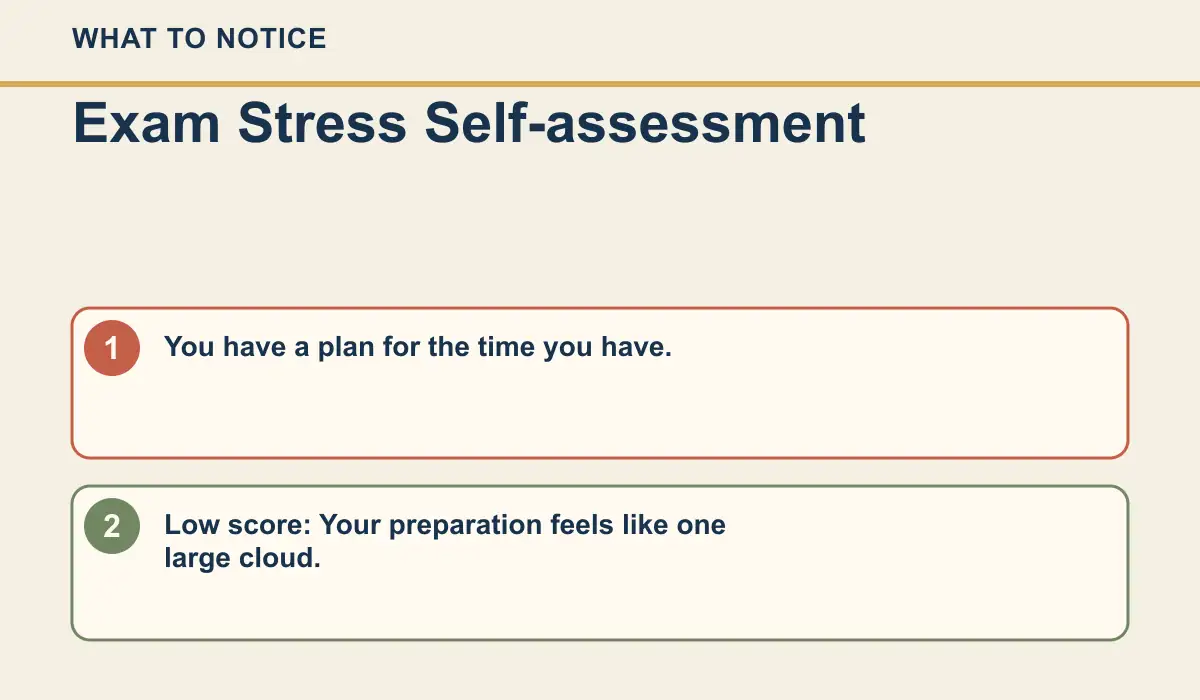 WHAT TO NOTICE
Exam Stress Self-assessment
1
You have a plan for the time you have.
2
Low score: Your preparation feels like one
large cloud.